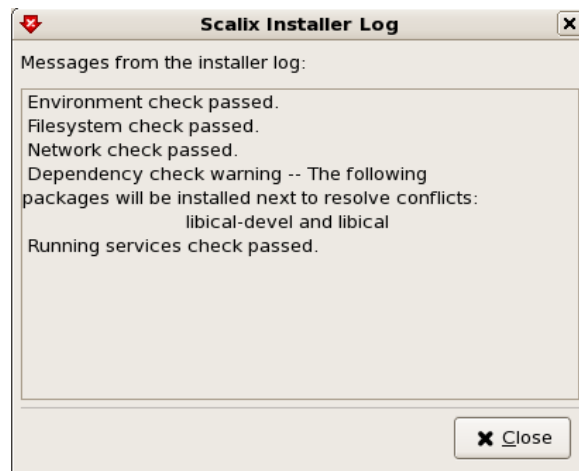 Scalix Installer Log
Messages from the installer log:
Environment check passed.
Filesystem check passed.
Network check passed.
Dependency check warning -- The following
packages will be installed next to resolve conflicts:
libical-devel and libical
Running services check passed.
Close